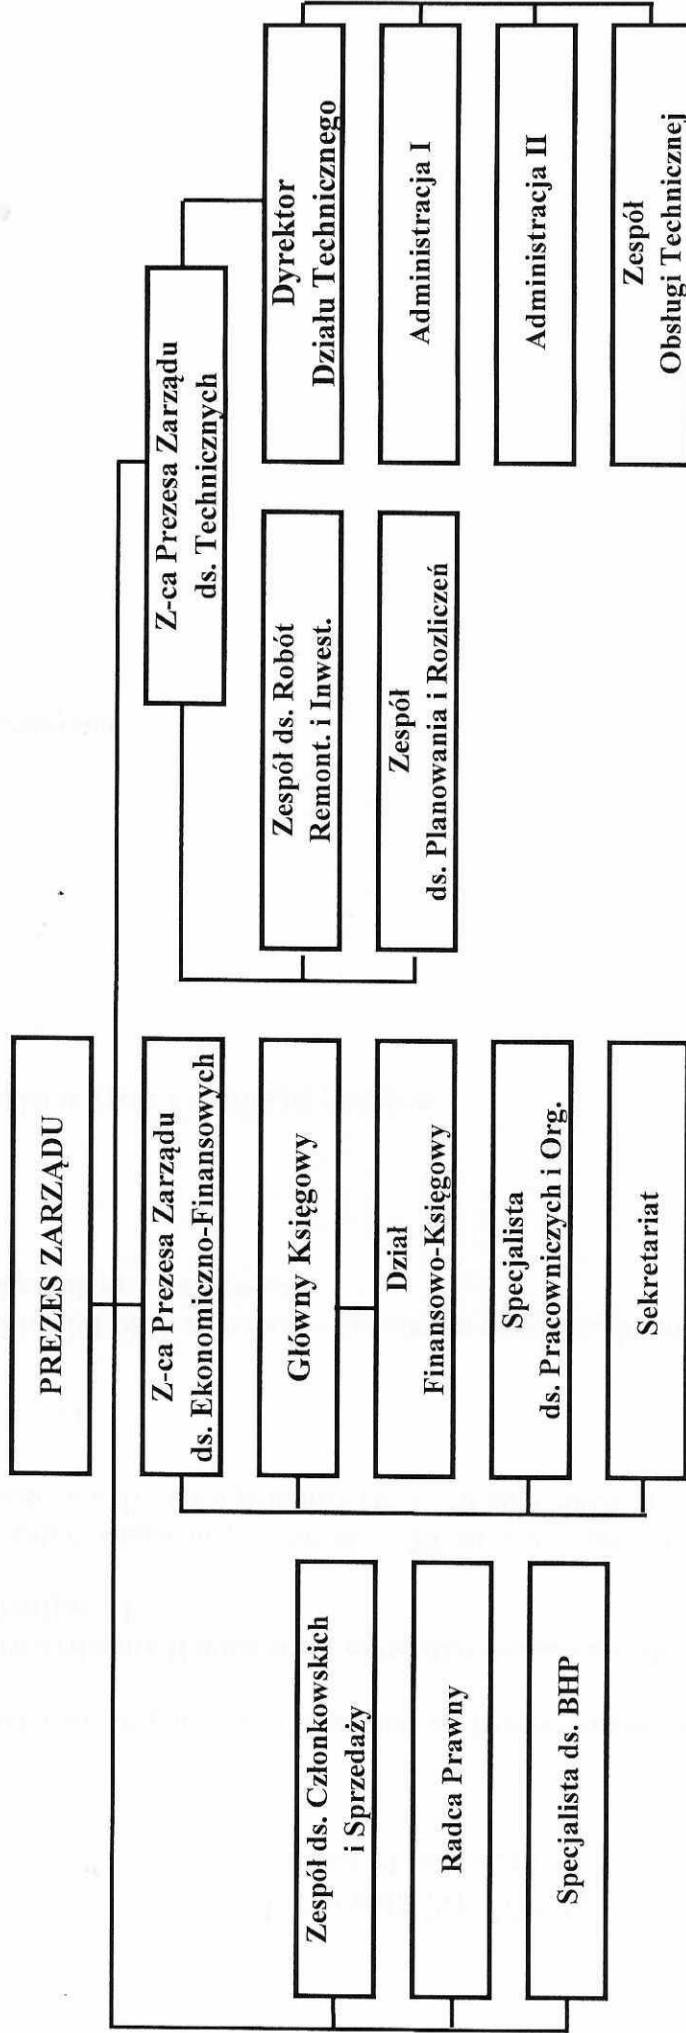 PREZES ZARZĄDU
Z-ca Prezesa Zarządu
ds. Ekonomiczno-Finansowych
Z-ca Prezesa Zarządu
ds. Technicznych
Zespół ds. Członkowskich
i Sprzedaży
Radca Prawny
Specjalista ds. BHP
Główny Księgowy
Dział
Finansowo-Księgowy
Specjalista
ds. Pracowniczych i Org.
Sekretariat
Zespół ds. Robót
Remont. i Inwest.
Zespół
ds. Planowania i Rozliczeń
Dyrektor
Działu Technicznego
Administracja I
Administracja II
Zespół
Obsługi Technicznej